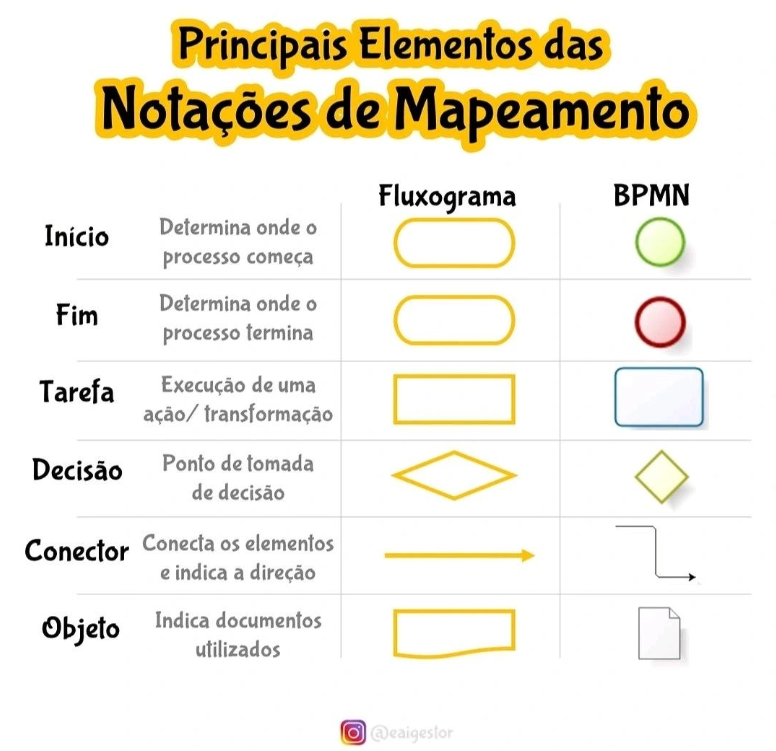 Principais Elementos das
Notações de Mapeamento
Fluxograma BPMN
Início
Determina onde o
processo começa
Fim
Determina onde o
processo termina
Tarefa
Execução de uma
ação/ transformação
Decisão
Ponto de tomada
de decisão
Conector
Conecta os elementos
e indica a direção
Objeto
Indica documentos
utilizados
@eaigestor